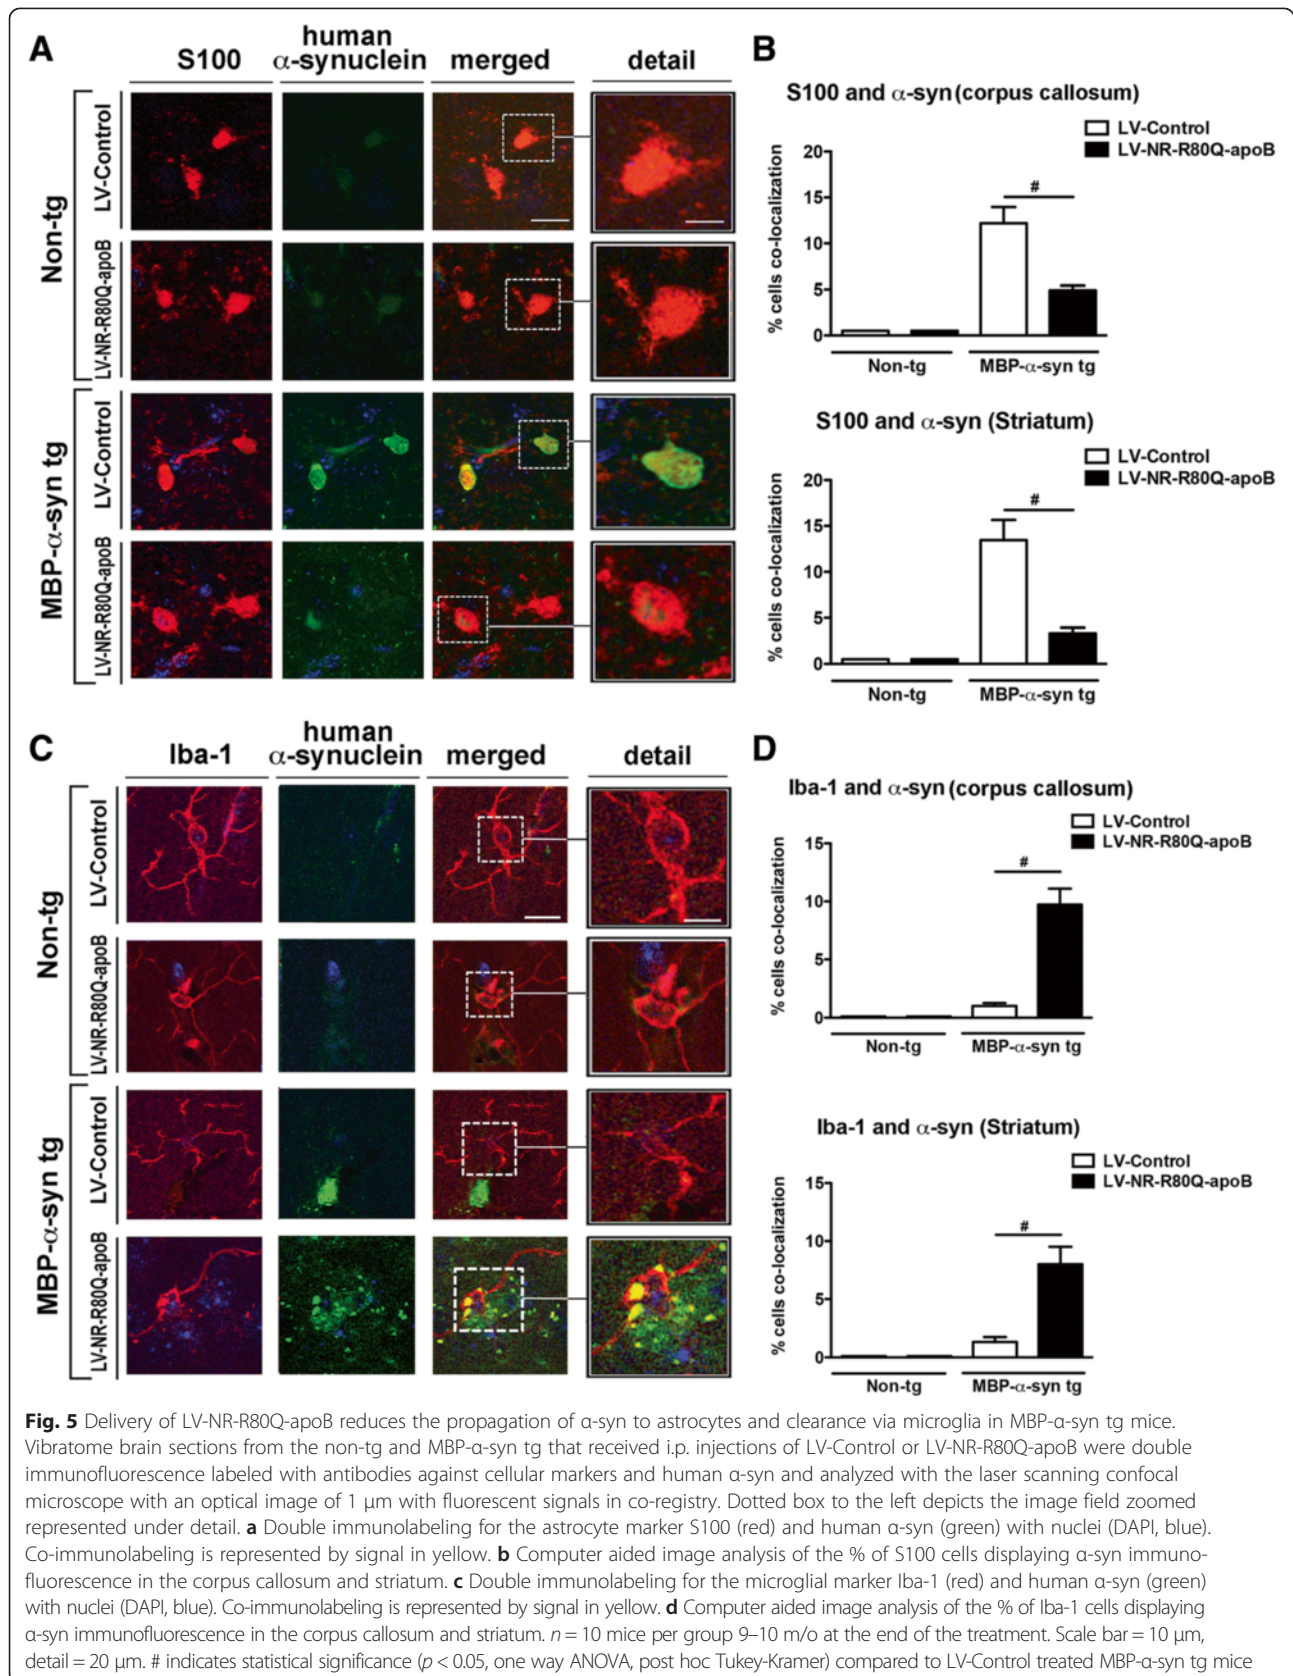 A
S100
human
α-synuclein
merged
detail
Non-tg
LV-Control
LV-NR-R80Q-apoB
MBP-α-syn tg
LV-Control
LV-NR-R80Q-apoB
B
S100 and α-syn (corpus callosum)
LV-Control
LV-NR-R80Q-apoB
% cells co-localization
20
15
10
5
0
#
Non-tg
MBP-α-syn tg
S100 and α-syn (Striatum)
LV-Control
LV-NR-R80Q-apoB
% cells co-localization
20
15
10
5
0
#
Non-tg
MBP-α-syn tg
C
Iba-1
human
α-synuclein
merged
detail
Non-tg
LV-Control
LV-NR-R80Q-apoB
MBP-α-syn tg
LV-Control
LV-NR-R80Q-apoB
D
Iba-1 and α-syn (corpus callosum)
LV-Control
LV-NR-R80Q-apoB
% cells co-localization
15
10
5
0
#
Non-tg
MBP-α-syn tg
Iba-1 and α-syn (Striatum)
LV-Control
LV-NR-R80Q-apoB
% cells co-localization
15
10
5
0
#
Non-tg
MBP-α-syn tg
Fig. 5 Delivery of LV-NR-R80Q-apoB reduces the propagation of α-syn to astrocytes and clearance via microglia in MBP-α-syn tg mice.
Vibratome brain sections from the non-tg and MBP-α-syn tg that received i.p. injections of LV-Control or LV-NR-R80Q-apoB were double
immunofluorescence labeled with antibodies against cellular markers and human α-syn and analyzed with the laser scanning confocal
microscope with an optical image of 1 μm with fluorescent signals in co-registry. Dotted box to the left depicts the image field zoomed
represented under detail. a Double immunolabeling for the astrocyte marker S100 (red) and human α-syn (green) with nuclei (DAPI, blue).
Co-immunolabeling is represented by signal in yellow. b Computer aided image analysis of the % of S100 cells displaying α-syn immuno-
fluorescence in the corpus callosum and striatum. c Double immunolabeling for the microglial marker Iba-1 (red) and human α-syn (green)
with nuclei (DAPI, blue). Co-immunolabeling is represented by signal in yellow. d Computer aided image analysis of the % of Iba-1 cells displaying
α-syn immunofluorescence in the corpus callosum and striatum. n = 10 mice per group 9–10 m/o at the end of the treatment. Scale bar = 10 μm,
detail = 20 μm. # indicates statistical significance (p < 0.05, one way ANOVA, post hoc Tukey-Kramer) compared to LV-Control treated MBP-α-syn tg mice